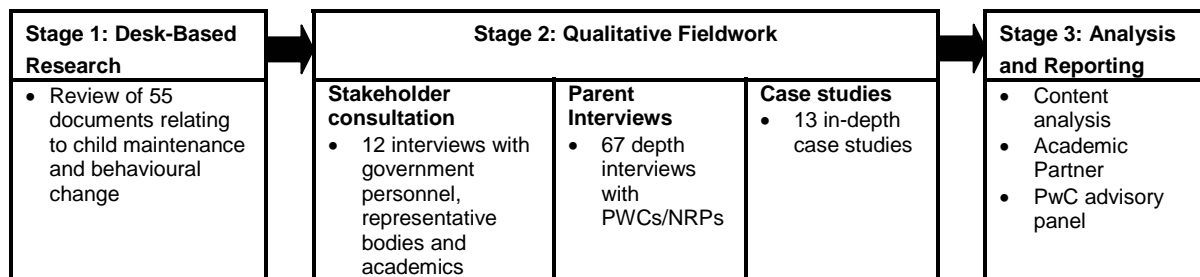 Stage 1: Desk-Based
Research
• Review of 55
documents relating
to child maintenance
and behavioural
change
Stage 2: Qualitative Fieldwork
Stakeholder
consultation
• 12 interviews with
government
personnel,
representative
bodies and
academics
Parent
Interviews
• 67 depth
interviews
with
PWCs/NRPs
Case studies
• 13 in-depth
case studies
Stage 3: Analysis
and Reporting
• Content
analysis
• Academic
Partner
• PwC advisory
panel